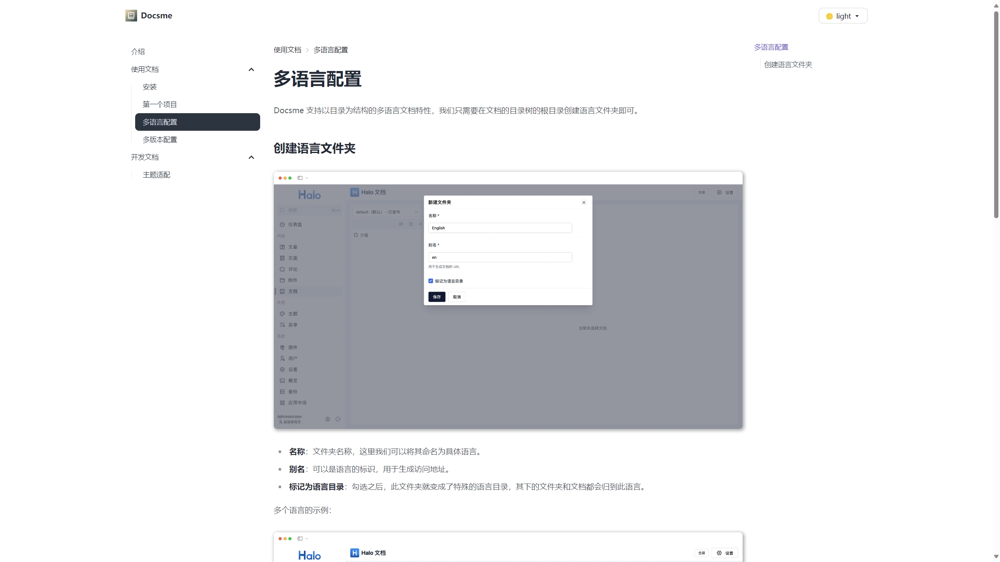 Docsme
light
介绍
使用文档
安装
第一个项目
多语言配置
多版本配置
开发文档
主题适配
使用文档 > 多语言配置
多语言配置
Docsme 支持以目录为结构的多语言文档特性，我们只需要在文档的目录树的根目录创建语言文件夹即可。
创建语言文件夹
Halo
搜索 ⌘+K
仪表盘
内容
文章
页面
评论
附件
文档
外观
主题
菜单
系统
插件
用户
设置
概览
备份
应用市场
Administrator
超级管理员
Halo 文档
全屏
设置
default（默认） - 已发布
介绍
新建文件夹
名称 *
English
别名 *
en
用于生成文档的 URL
标记为语言目录
保存
取消
当前未选择文档
名称：文件夹名称，这里我们可以将其命名为具体语言。
别名：可以是语言的标识，用于生成访问地址。
标记为语言目录：勾选之后，此文件夹就变成了特殊的语言目录，其下的文件夹和文档都会归到此语言。
多个语言的示例：
Halo
Halo 文档
全屏
设置
多语言配置
创建语言文件夹